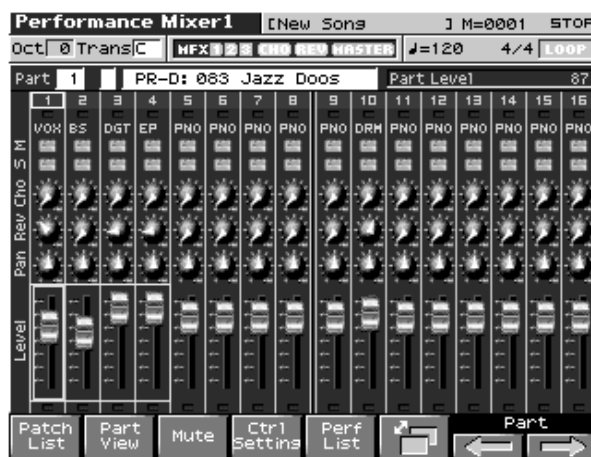 Performance Mixer1 [New Song ] M=0001 STOP
Oct 0 Trans C MFX 1 2 3 CHO REV MASTER ♩=120 4/4 LOOP
Part 1 PR-D: 083 Jazz Doos Part Level 87
1 2 3 4 5 6 7 8 9 10 11 12 13 14 15 16
VOX BS DGT EP PNO PNO PNO PNO PNO DRM PNO PNO PNO PNO PNO PNO
M
S
Cho
Rev
Pan
Level
Patch List Part View Mute Ctrl Setting Perf List Part